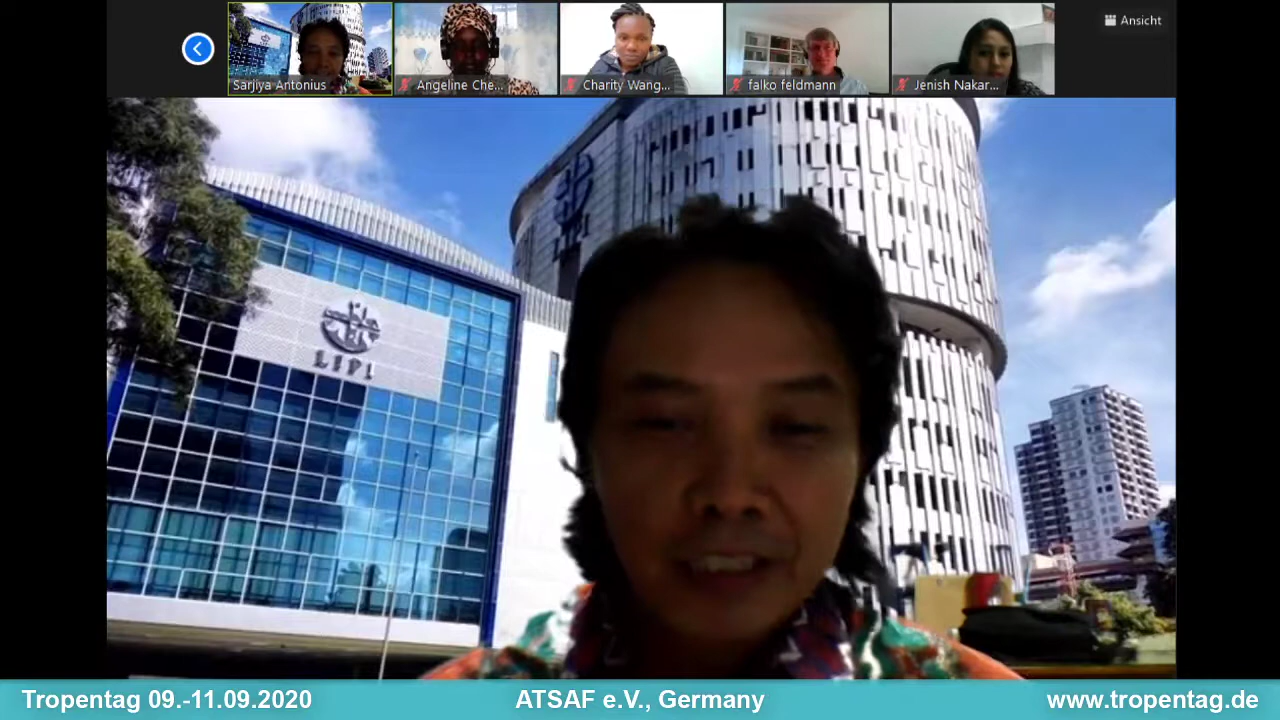 Ansicht
Sarjiya Antonius
Angeline Che...
Charity Wang...
falko feldmann
Jenish Nakar...
LIPI
LIPI
Tropentag 09.-11.09.2020
ATSAF e.V., Germany
www.tropentag.de